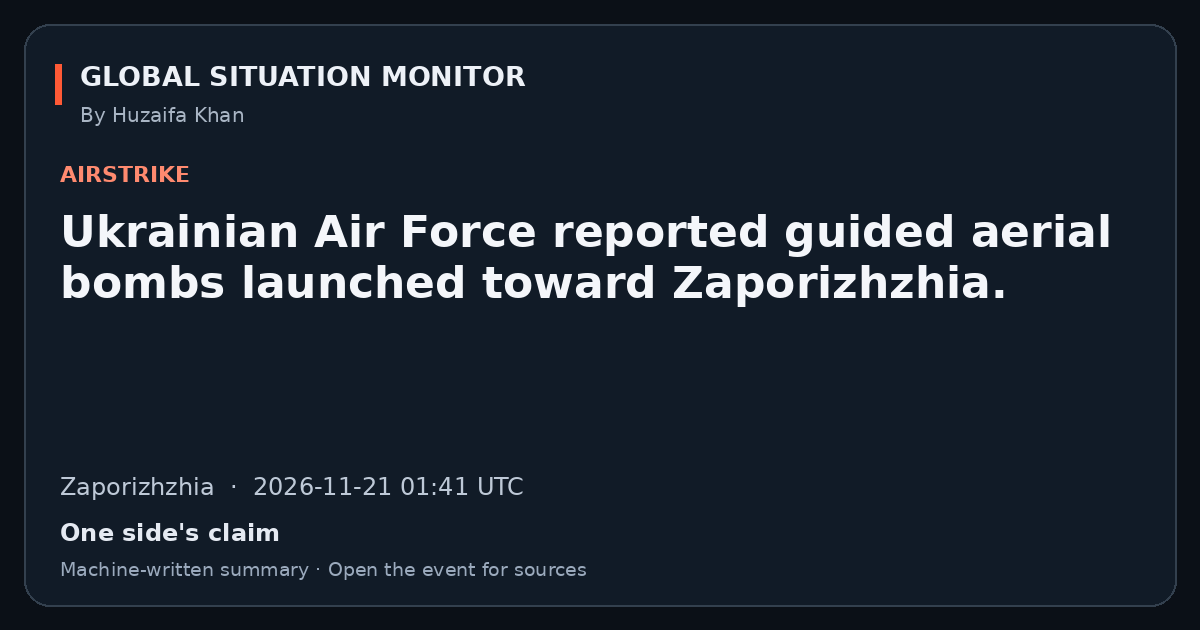 GLOBAL SITUATION MONITOR
By Huzaifa Khan
AIRSTRIKE
Ukrainian Air Force reported guided aerial
bombs launched toward Zaporizhzhia.
Zaporizhzhia · 2026-11-21 01:41 UTC
One side's claim
Machine-written summary · Open the event for sources